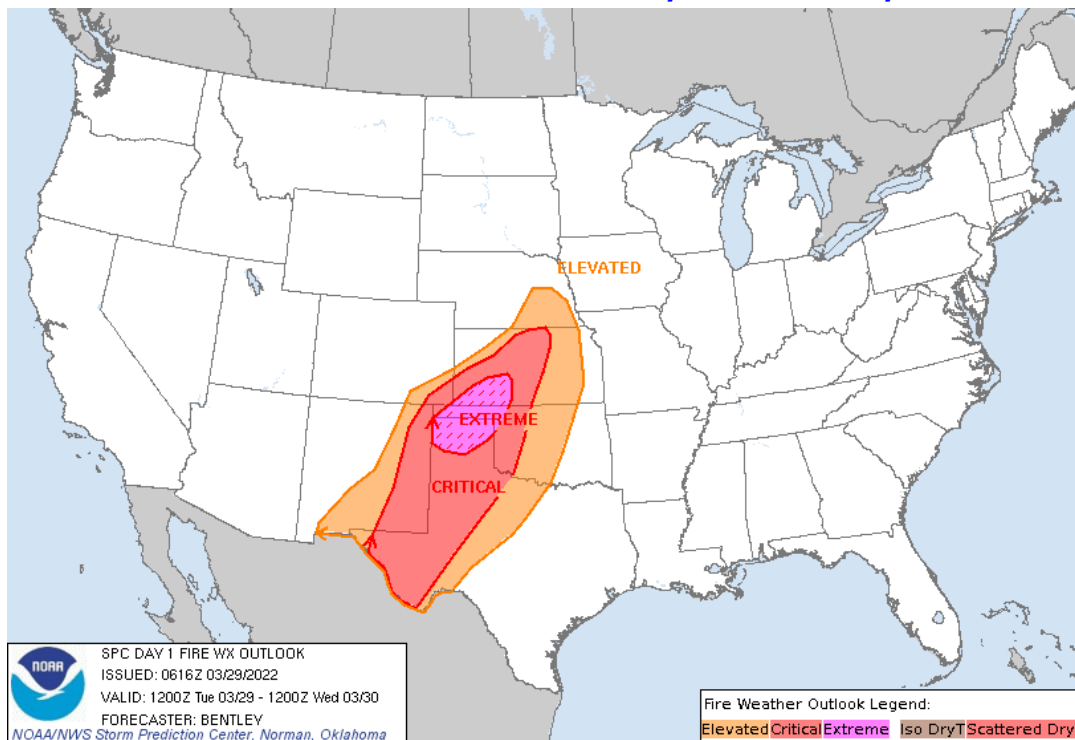 ELEVATED
EXTREME
CRITICAL
NOAA
SPC DAY 1 FIRE WX OUTLOOK
ISSUED: 0616Z 03/29/2022
VALID: 1200Z Tue 03/29 - 1200Z Wed 03/30
FORECASTER: BENTLEY
NOAA/NWS Storm Prediction Center, Norman, Oklahoma
Fire Weather Outlook Legend:
Elevated Critical Extreme Iso DryT Scattered Dry